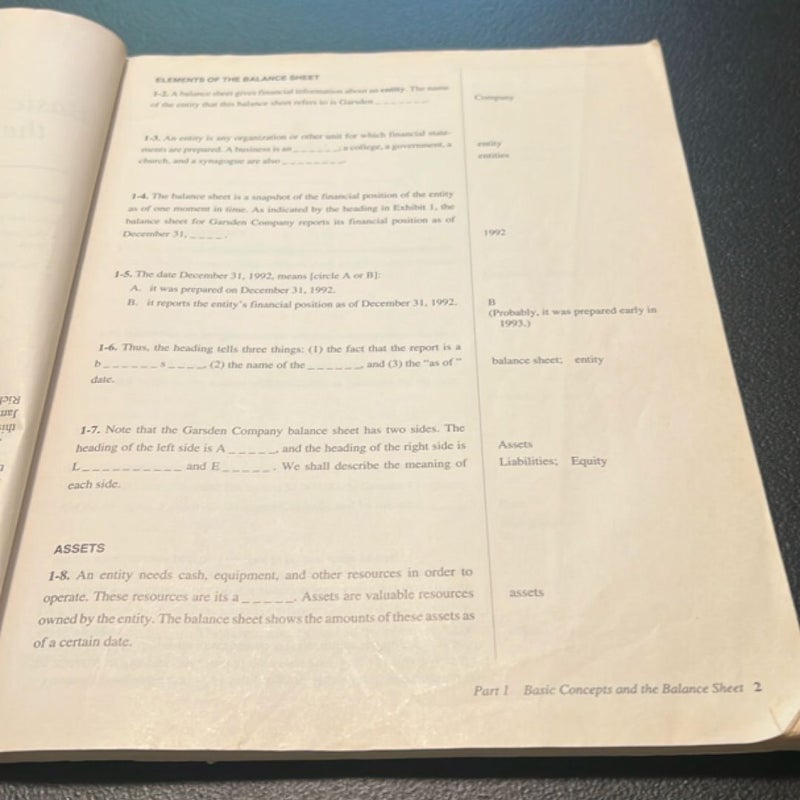 ELEMENTS OF THE BALANCE SHEET
1-2. A balance sheet gives financial information about an entity. The name
of the entity that this balance sheet refers to is Garsden _ _ _ _ _ _ _.
Company
1-3. An entity is any organization or other unit for which financial state-
ments are prepared. A business is an _ _ _ _ _ _; a college, a government, a
church, and a synagogue are also _ _ _ _ _ _ _ _.
entity
entities
1-4. The balance sheet is a snapshot of the financial position of the entity
as of one moment in time. As indicated by the heading in Exhibit 1, the
balance sheet for Garsden Company reports its financial position as of
December 31, _ _ _ _.
1992
1-5. The date December 31, 1992, means [circle A or B]:
A. it was prepared on December 31, 1992.
B. it reports the entity's financial position as of December 31, 1992.
B
(Probably, it was prepared early in
1993.)
1-6. Thus, the heading tells three things: (1) the fact that the report is a
b _ _ _ _ _ _ s _ _ _ _, (2) the name of the _ _ _ _ _ _, and (3) the "as of"
date.
balance sheet; entity
1-7. Note that the Garsden Company balance sheet has two sides. The
heading of the left side is A _ _ _ _ _, and the heading of the right side is
L _ _ _ _ _ _ _ _ _ _ and E _ _ _ _ _. We shall describe the meaning of
each side.
Assets
Liabilities; Equity
ASSETS
1-8. An entity needs cash, equipment, and other resources in order to
operate. These resources are its a _ _ _ _ _. Assets are valuable resources
owned by the entity. The balance sheet shows the amounts of these assets as
of a certain date.
assets
Part 1 Basic Concepts and the Balance Sheet 2